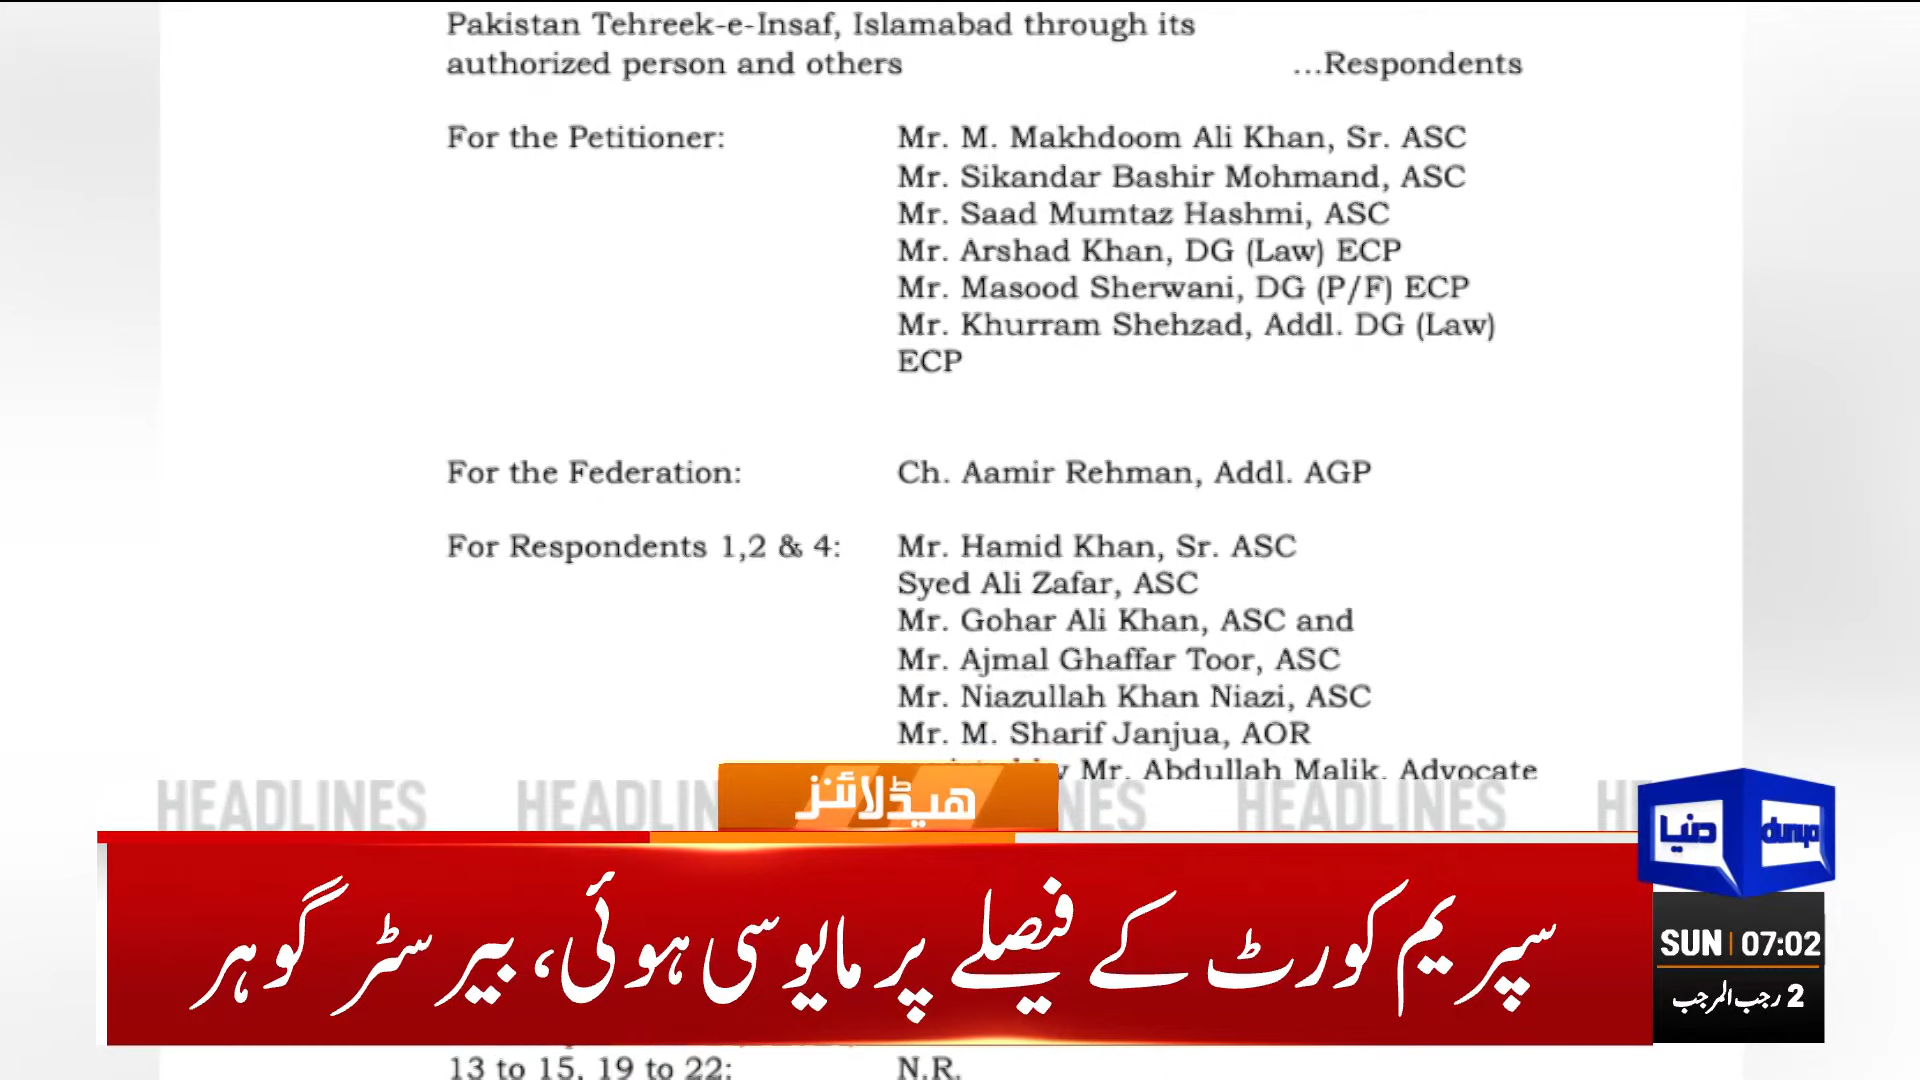 Pakistan Tehreek-e-Insaf, Islamabad through its
authorized person and others ...Respondents
For the Petitioner: Mr. M. Makhdoom Ali Khan, Sr. ASC
Mr. Sikandar Bashir Mohmand, ASC
Mr. Saad Mumtaz Hashmi, ASC
Mr. Arshad Khan, DG (Law) ECP
Mr. Masood Sherwani, DG (P/F) ECP
Mr. Khurram Shehzad, Addl. DG (Law)
ECP
For the Federation: Ch. Aamir Rehman, Addl. AGP
For Respondents 1,2 & 4: Mr. Hamid Khan, Sr. ASC
Syed Ali Zafar, ASC
Mr. Gohar Ali Khan, ASC and
Mr. Ajmal Ghaffar Toor, ASC
Mr. Niazullah Khan Niazi, ASC
Mr. M. Sharif Janjua, AOR
Mr. Abdullah Malik, Advocate
HEADLINES HEADLINES HEADLINES
ھیڈلائنز
دنیا dunya
سپریم کورٹ کے فیصلے پر مایوسی ہوئی، بیرسٹر گوہر
SUN 07:02
2 رجب المرجب
13 to 15, 19 to 22: N.R.